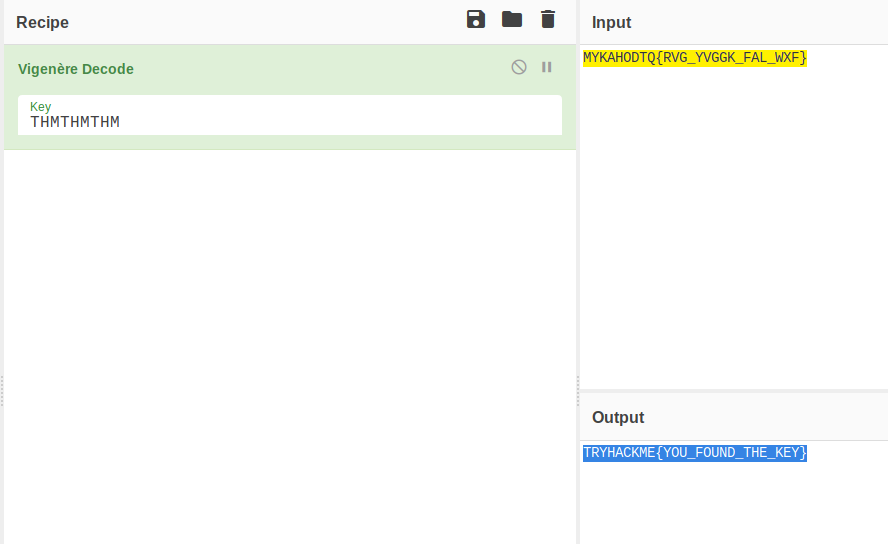 Recipe
Vigenère Decode
Key
THMTHMTHM
Input
MYKAHODTQ{RVG_YVGGK_FAL_WXF}
Output
TRYHACKME{YOU_FOUND_THE_KEY}